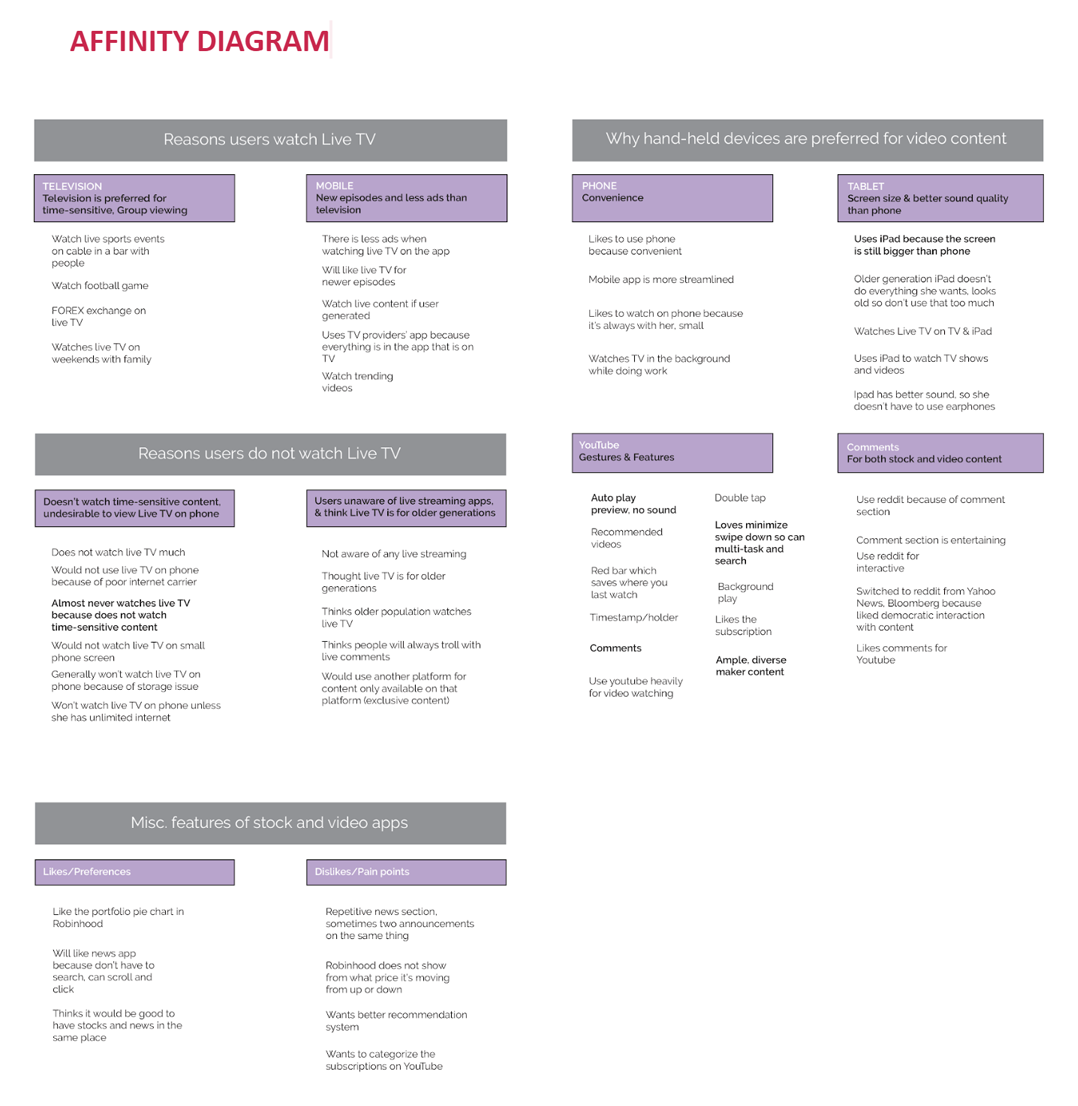 AFFINITY DIAGRAM
Reasons users watch Live TV
TELEVISION
Television is preferred for
time-sensitive, Group viewing
Watch live sports events
on cable in a bar with
people
Watch football game
FOREX exchange on
live TV
Watches live TV on
weekends with family
MOBILE
New episodes and less ads than
television
There is less ads when
watching live TV on the app
Will like live TV for
newer episodes
Watch live content if user
generated
Uses TV providers' app because
everything is in the app that is on
TV
Watch trending
videos
Why hand-held devices are preferred for video content
PHONE
Convenience
Likes to use phone
because convenient
Mobile app is more streamlined
Likes to watch on phone because
it's always with her, small
Watches TV in the background
while doing work
TABLET
Screen size & better sound quality
than phone
Uses iPad because the screen
is still bigger than phone
Older generation iPad doesn't
do everything she wants, looks
old so don't use that too much
Watches Live TV on TV & iPad
Uses iPad to watch TV shows
and videos
Ipad has better sound, so she
doesn't have to use earphones
Reasons users do not watch Live TV
Doesn't watch time-sensitive content,
undesirable to view Live TV on phone
Does not watch live TV much
Would not use live TV on phone
because of poor internet carrier
Almost never watches live TV
because does not watch
time-sensitive content
Would not watch live TV on small
phone screen
Generally won't watch live TV on
phone because of storage issue
Won't watch live TV on phone unless
she has unlimited internet
Users unaware of live streaming apps,
& think Live TV is for older generations
Not aware of any live streaming
Thought live TV is for older
generations
Thinks older population watches
live TV
Thinks people will always troll with
live comments
Would use another platform for
content only available on that
platform (exclusive content)
YouTube
Gestures & Features
Auto play
preview, no sound
Recommended
videos
Red bar which
saves where you
last watch
Timestamp/holder
Comments
Use youtube heavily
for video watching
Double tap
Loves minimize
swipe down so can
multi-task and
search
Background
play
Likes the
subscription
Ample, diverse
maker content
Comments
For both stock and video content
Use reddit because of comment
section
Comment section is entertaining
Use reddit for
interactive
Switched to reddit from Yahoo
News, Bloomberg because
liked democratic interaction
with content
Likes comments for
Youtube
Misc. features of stock and video apps
Likes/Preferences
Like the portfolio pie chart in
Robinhood
Will like news app
because don't have to
search, can scroll and
click
Thinks it would be good to
have stocks and news in the
same place
Dislikes/Pain points
Repetitive news section,
sometimes two announcements
on the same thing
Robinhood does not show
from what price it's moving
from up or down
Wants better recommendation
system
Wants to categorize the
subscriptions on YouTube